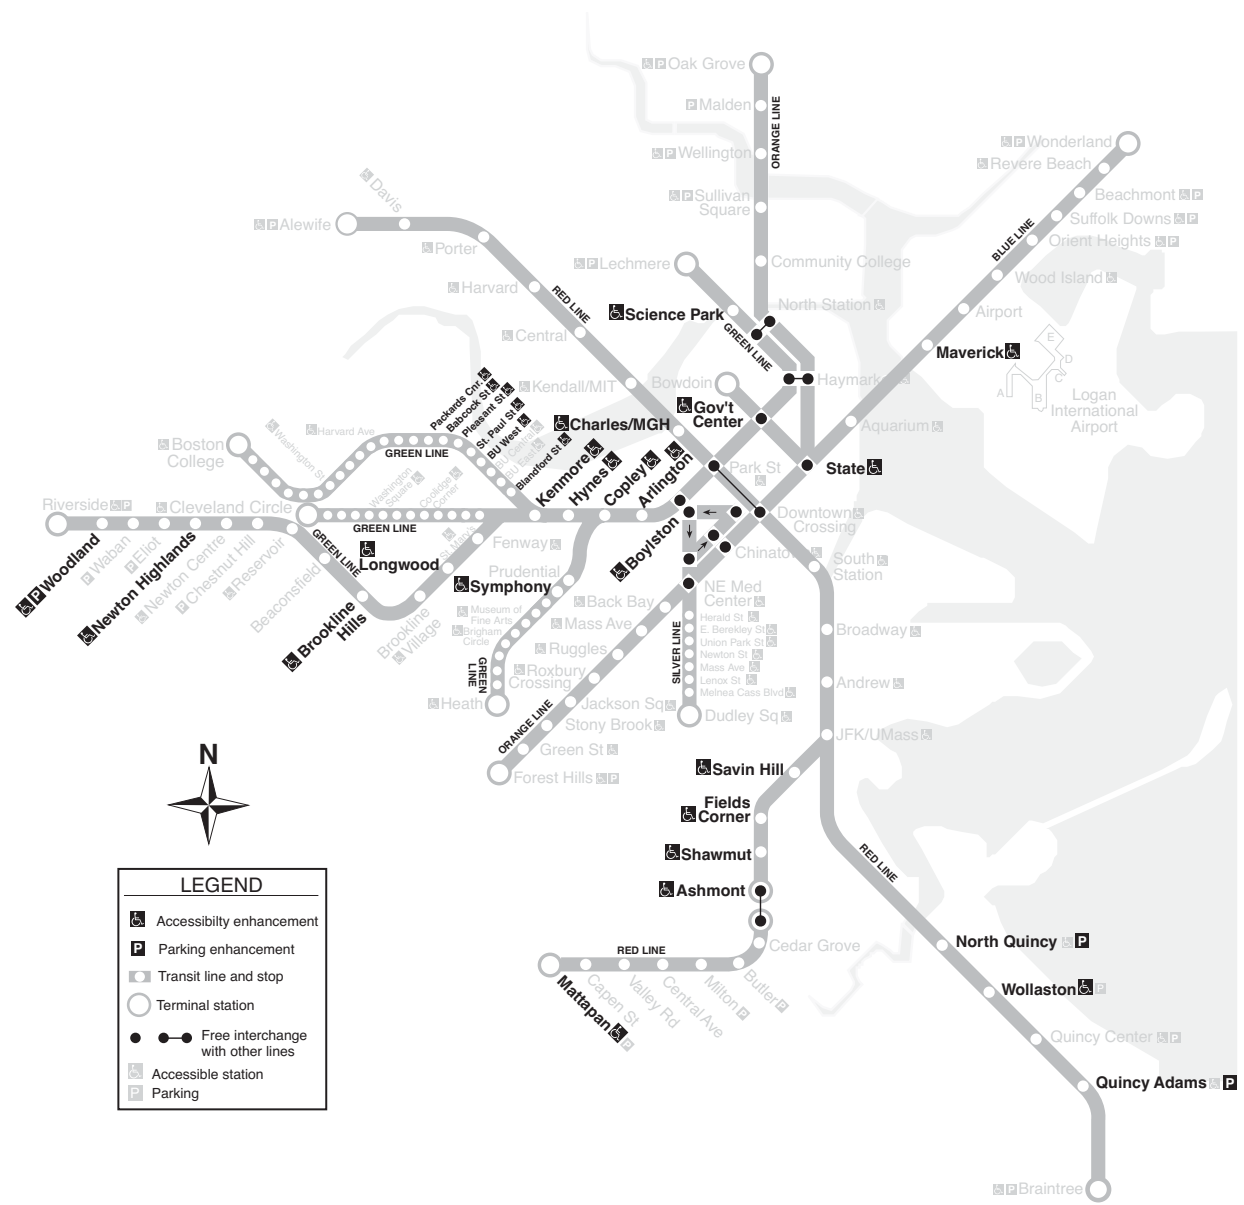 Oak Grove
P Malden
ORANGE LINE
P Wonderland
P Wellington
Revere Beach
Davis
Beachmont P
P Sullivan
Square
Suffolk Downs P
P Alewife
BLUE LINE
Orient Heights P
Porter
P Lechmere
Community College
Wood Island
Harvard
RED LINE
North Station
Science Park
Airport
GREEN LINE
Central
E
Maverick
D
C
A
B
Logan
International
Airport
Kendall/MIT
Bowdoin
Haymark
Packards Cnr.
Babcock St
Pleasant St
St. Paul St
BU West
BU Central
BU East
Blandford St
Gov't
Center
Charles/MGH
Aquarium
Washington St
Harvard Ave
Boston
College
GREEN LINE
Kenmore
Hynes
Copley
Arlington
Park St
State
Washington
Square
Coolidge
Corner
Riverside P
Cleveland Circle
GREEN LINE
St. Mary's
Downtown
Crossing
P Woodland
P Waban
P Eliot
Newton Highlands
Newton Centre
P Chestnut Hill
Reservoir
Beaconsfield
GREEN LINE
Longwood
Fenway
Boylston
Chinato
South
Station
Prudential
Symphony
NE Med
Center
Brookline
Hills
Brookline
Village
Museum of
Fine Arts
Brigham
Circle
Back Bay
Mass Ave
Ruggles
Herald St
E. Berekley St
Union Park St
Newton St
Mass Ave
Lenox St
Melnea Cass Blvd
SILVER LINE
Broadway
GREEN
LINE
Roxbury
Crossing
Andrew
Heath
Jackson Sq
Dudley Sq
Stony Brook
ORANGE LINE
JFK/UMass
Green St
Forest Hills P
N
Savin Hill
Fields
Corner
Shawmut
RED LINE
Ashmont
LEGEND
Accessibilty enhancement
P Parking enhancement
Transit line and stop
Terminal station
Free interchange
with other lines
Accessible station
P Parking
RED LINE
Cedar Grove
North Quincy P
Mattapan P
Capen St
Valley Rd
Central Ave
Milton P
Butler P
Wollaston P
Quincy Center P
Quincy Adams P
P Braintree